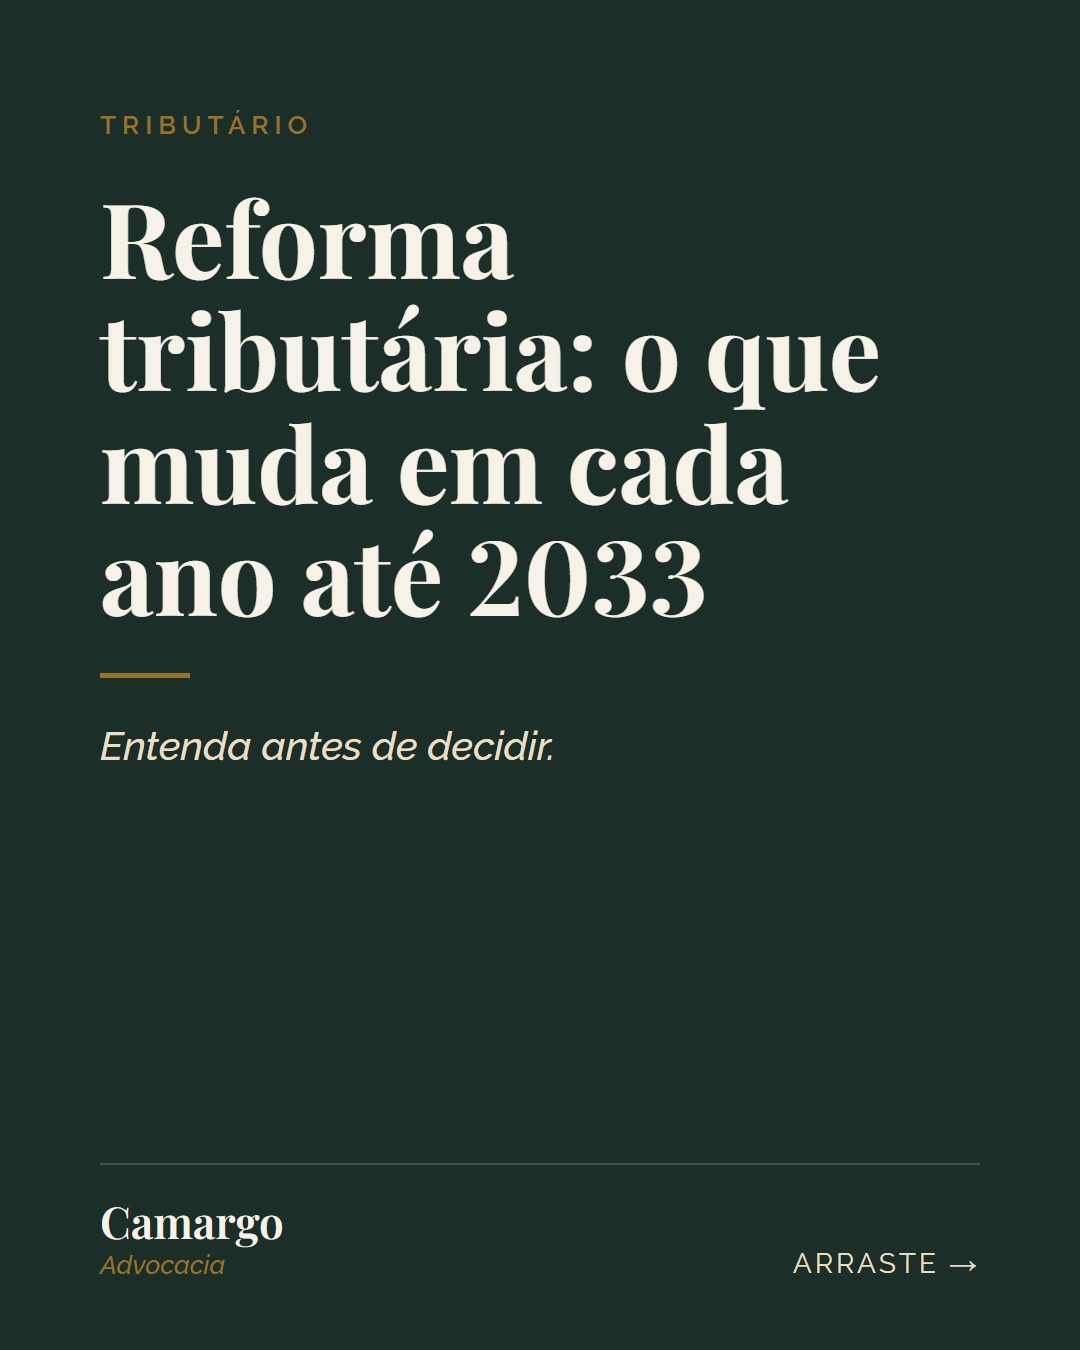 TRIBUTÁRIO
Reforma
tributária: o que
muda em cada
ano até 2033
Entenda antes de decidir.
Camargo
Advocacia
ARRASTE →